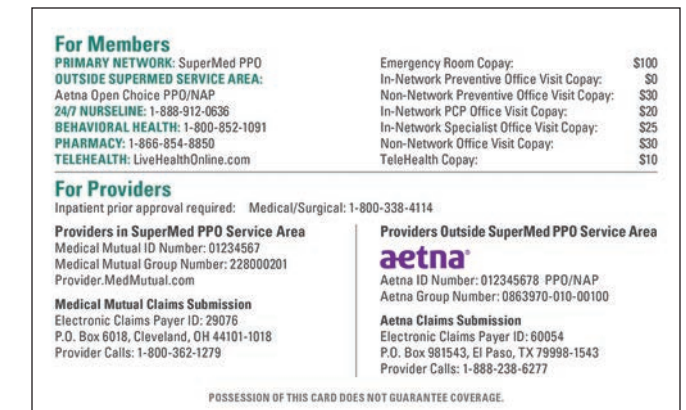 For Members
PRIMARY NETWORK: SuperMed PPO
OUTSIDE SUPERMED SERVICE AREA:
Aetna Open Choice PPO/NAP
24/7 NURSELINE: 1-888-912-0636
BEHAVIORAL HEALTH: 1-800-852-1091
PHARMACY: 1-866-854-8850
TELEHEALTH: LiveHealthOnline.com
Emergency Room Copay: $100
In-Network Preventive Office Visit Copay: $0
Non-Network Preventive Office Visit Copay: $30
In-Network PCP Office Visit Copay: $20
In-Network Specialist Office Visit Copay: $25
Non-Network Office Visit Copay: $30
TeleHealth Copay: $10
For Providers
Inpatient prior approval required: Medical/Surgical: 1-800-338-4114
Providers in SuperMed PPO Service Area
Medical Mutual ID Number: 01234567
Medical Mutual Group Number: 228000201
Provider.MedMutual.com
Medical Mutual Claims Submission
Electronic Claims Payer ID: 29076
P.O. Box 6018, Cleveland, OH 44101-1018
Provider Calls: 1-800-362-1279
Providers Outside SuperMed PPO Service Area
aetna®
Aetna ID Number: 012345678 PPO/NAP
Aetna Group Number: 0863970-010-00100
Aetna Claims Submission
Electronic Claims Payer ID: 60054
P.O. Box 981543, El Paso, TX 79998-1543
Provider Calls: 1-888-238-6277
POSSESSION OF THIS CARD DOES NOT GUARANTEE COVERAGE.